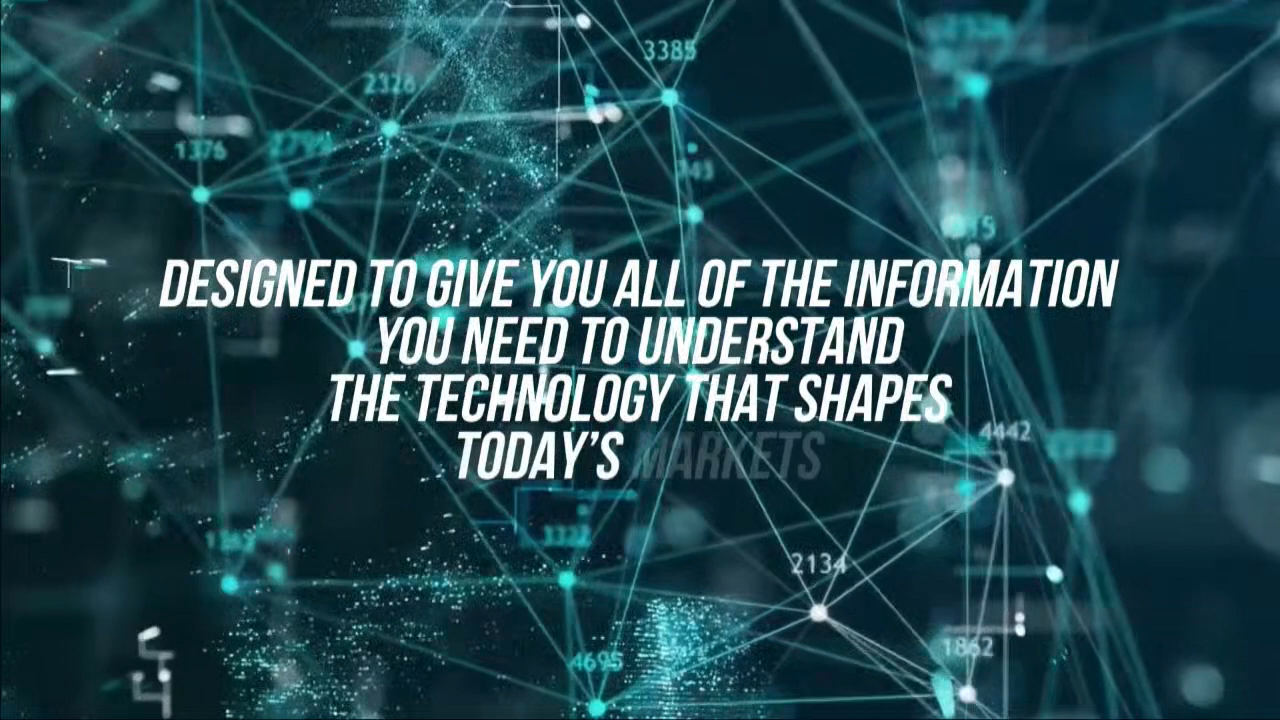 3385
2326
1376
DESIGNED TO GIVE YOU ALL OF THE INFORMATION
YOU NEED TO UNDERSTAND
THE TECHNOLOGY THAT SHAPES
TODAY’S MARKETS
4442
2134
1862
4695